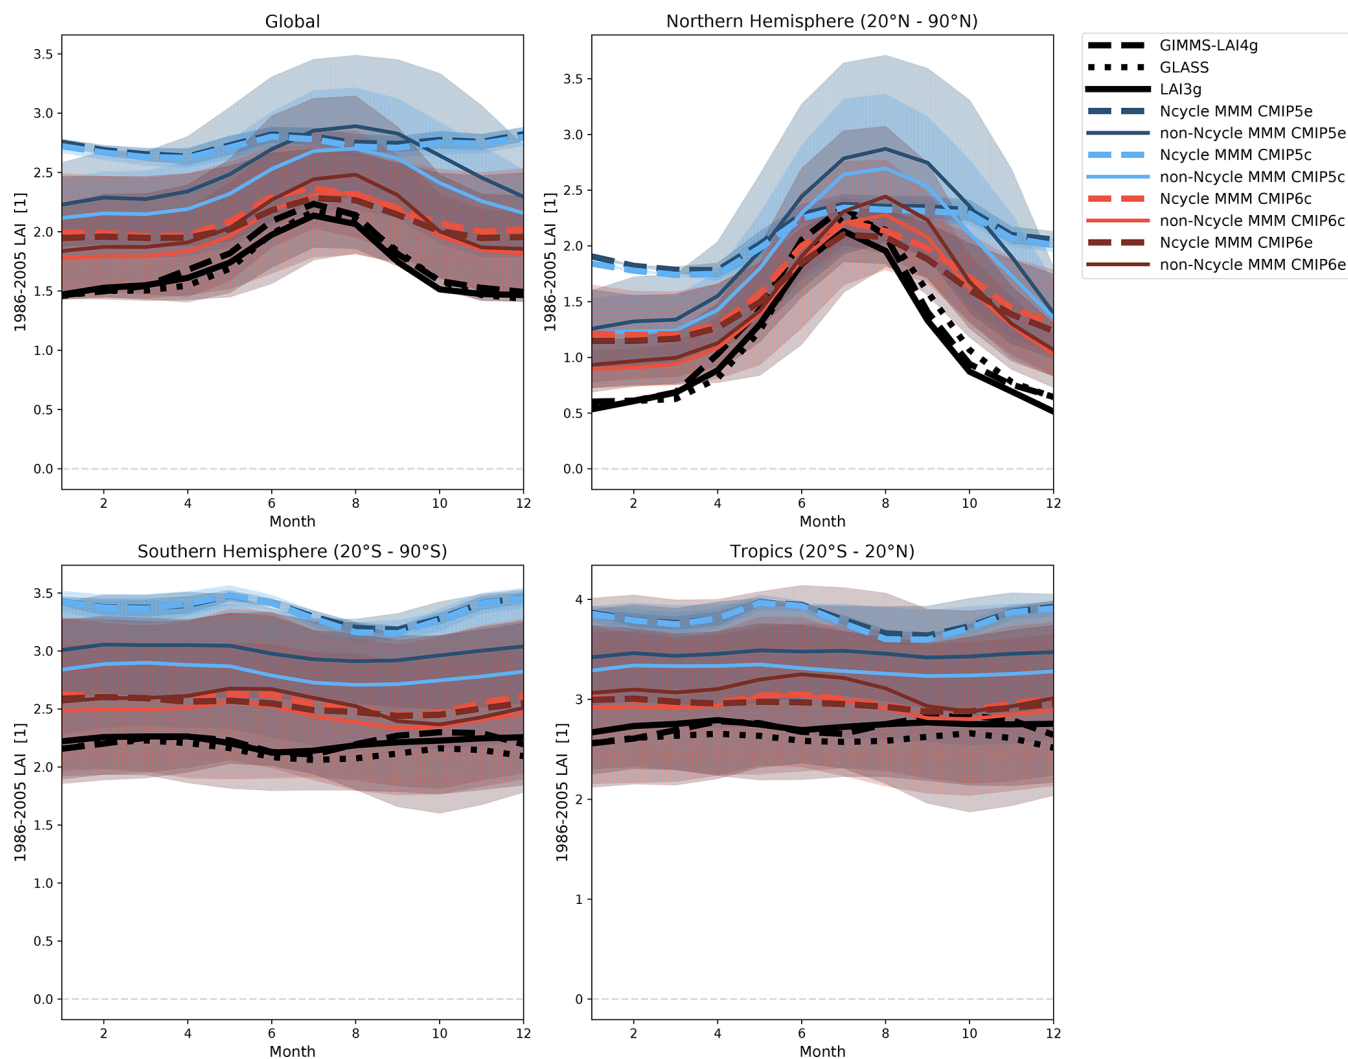 Global
3.5
3.0
2.5
2.0
1.5
1.0
0.5
0.0
1986-2005 LAI [1]
2 4 6 8 10 12
Month
Northern Hemisphere (20°N - 90°N)
3.5
3.0
2.5
2.0
1.5
1.0
0.5
0.0
1986-2005 LAI [1]
2 4 6 8 10 12
Month
GIMMS-LAI4g
GLASS
LAI3g
Ncycle MMM CMIP5e
non-Ncycle MMM CMIP5e
Ncycle MMM CMIP5c
non-Ncycle MMM CMIP5c
Ncycle MMM CMIP6c
non-Ncycle MMM CMIP6c
Ncycle MMM CMIP6e
non-Ncycle MMM CMIP6e
Southern Hemisphere (20°S - 90°S)
3.5
3.0
2.5
2.0
1.5
1.0
0.5
0.0
1986-2005 LAI [1]
2 4 6 8 10 12
Month
Tropics (20°S - 20°N)
4
3
2
1
0
1986-2005 LAI [1]
2 4 6 8 10 12
Month